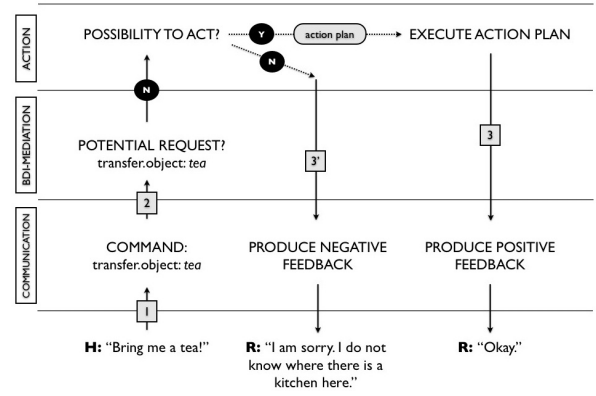 ACTION
POSSIBILITY TO ACT?
Y
action plan
EXECUTE ACTION PLAN
N
N
BDI-MEDIATION
POTENTIAL REQUEST?
transfer.object: tea
3'
3
2
COMMUNICATION
COMMAND:
transfer.object: tea
PRODUCE NEGATIVE
FEEDBACK
PRODUCE POSITIVE
FEEDBACK
1
H: “Bring me a tea!”
R: “I am sorry. I do not
know where there is a
kitchen here.”
R: “Okay.”